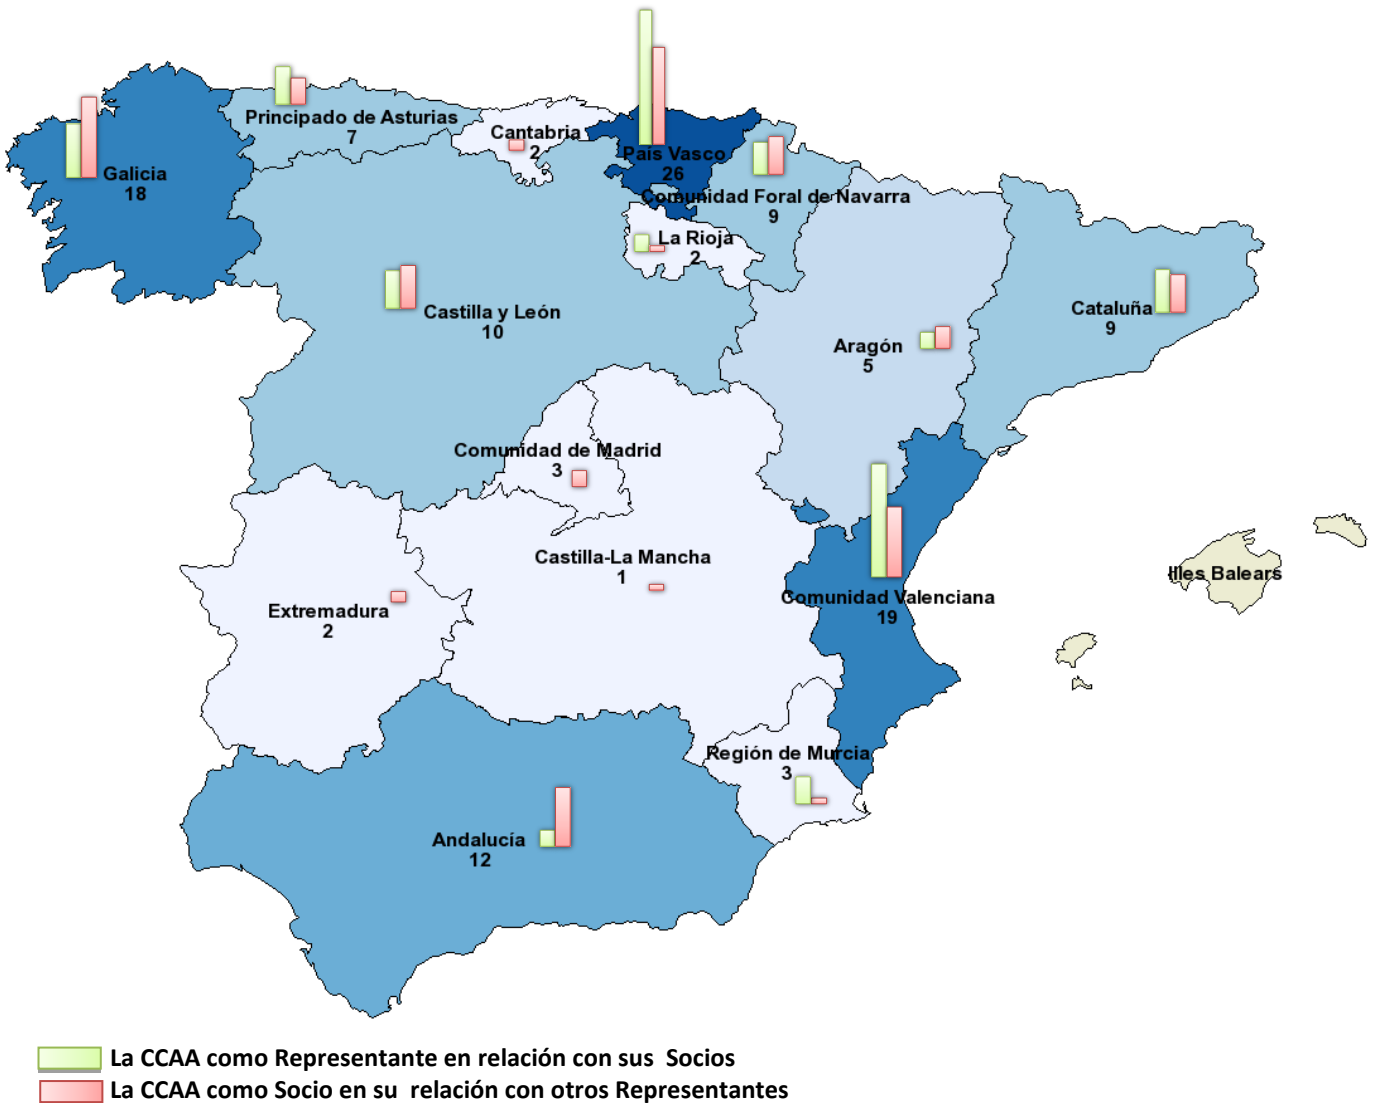 Principado de Asturias
7
Cantabria
2
País Vasco
26
Galicia
18
Comunidad Foral de Navarra
9
La Rioja
2
Castilla y León
10
Cataluña
9
Aragón
5
Comunidad de Madrid
3
Castilla-La Mancha
1
Illes Balears
Comunidad Valenciana
19
Extremadura
2
Región de Murcia
3
Andalucía
12
La CCAA como Representante en relación con sus Socios
La CCAA como Socio en su relación con otros Representantes